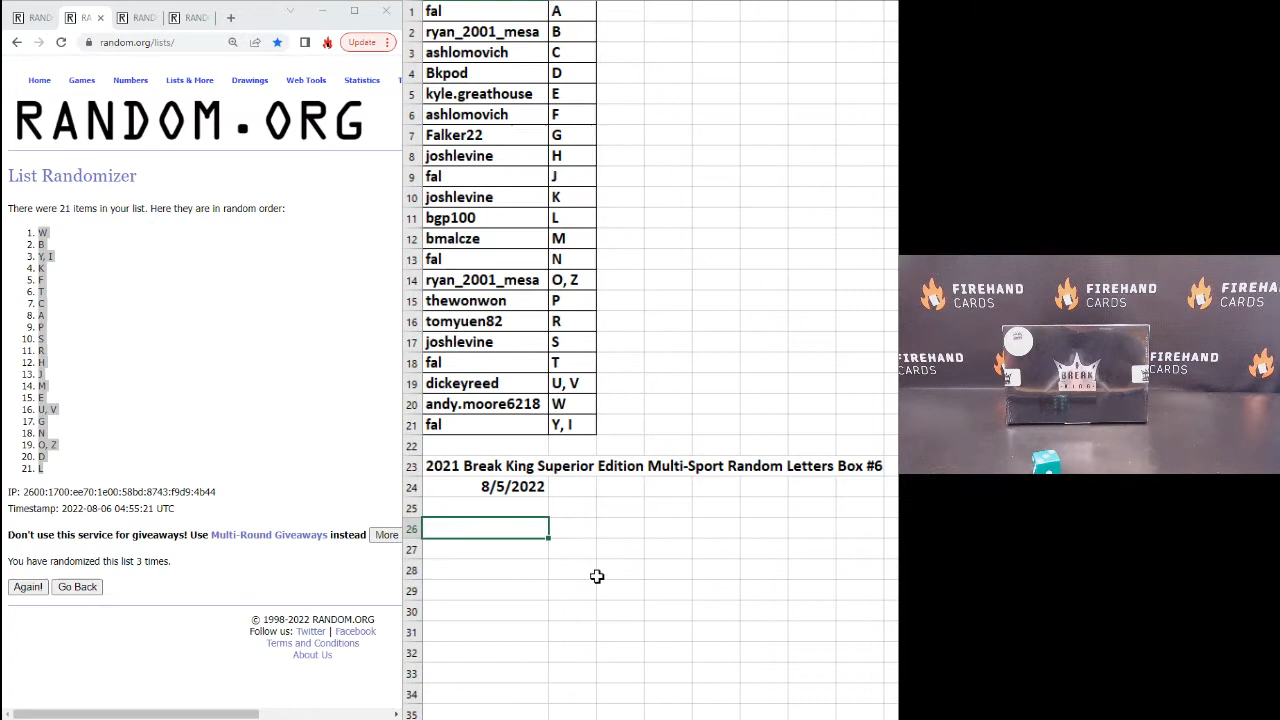 RAND
RA
RAND
RAND
random.org/lists/
Update
Home Games Numbers Lists & More Drawings Web Tools Statistics T
RANDOM.ORG
List Randomizer
There were 21 items in your list. Here they are in random order:
1. W
2. B
3. Y, I
4. K
5. F
6. T
7. C
8. A
9. P
10. S
11. R
12. H
13. J
14. M
15. E
16. U, V
17. G
18. N
19. O, Z
20. D
21. L
IP: 2600:1700:ee70:1e00:58bd:8743:f9d9:4b44
Timestamp: 2022-08-06 04:55:21 UTC
Don't use this service for giveaways! Use Multi-Round Giveaways instead More
You have randomized this list 3 times.
Again! Go Back
© 1998-2022 RANDOM.ORG
Follow us: Twitter | Facebook
Terms and Conditions
About Us
1 fal A
2 ryan_2001_mesa B
3 ashlomovich C
4 Bkpod D
5 kyle.greathouse E
6 ashlomovich F
7 Falker22 G
8 joshlevine H
9 fal J
10 joshlevine K
11 bgp100 L
12 bmalcze M
13 fal N
14 ryan_2001_mesa O, Z
15 thewonwon P
16 tomyuen82 R
17 joshlevine S
18 fal T
19 dickeyreed U, V
20 andy.moore6218 W
21 fal Y, I
22
23 2021 Break King Superior Edition Multi-Sport Random Letters Box #6
24 8/5/2022
25
26
27
28
29
30
31
32
33
34
35
FIREHAND CARDS
FIREHAND CARDS
FIREHA CARDS
FIREHAND CARDS
FIREHAND CARDS
BREAK
KING